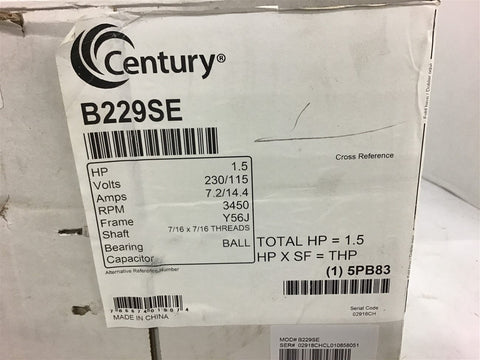 Century®
B229SE
Cross Reference
HP 1.5
Volts 230/115
Amps 7.2/14.4
RPM 3450
Frame Y56J
Shaft 7/16 x 7/16 THREADS
Bearing BALL
Capacitor
TOTAL HP = 1.5
HP X SF = THP
Alternative Reference Number
(1) 5PB83
MADE IN CHINA
Serial Code
02918CH
MOD# B229SE
SER# 02918CHCL010858051